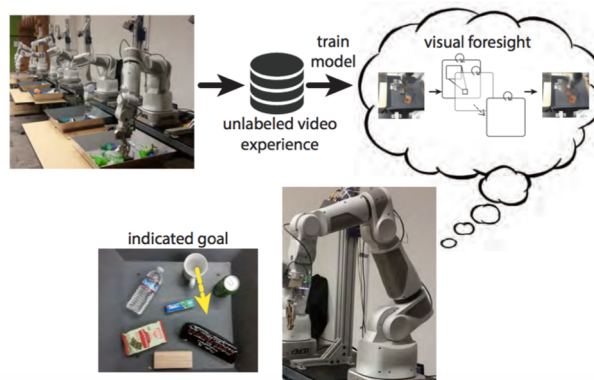 train
model
visual foresight
unlabeled video
experience
indicated goal